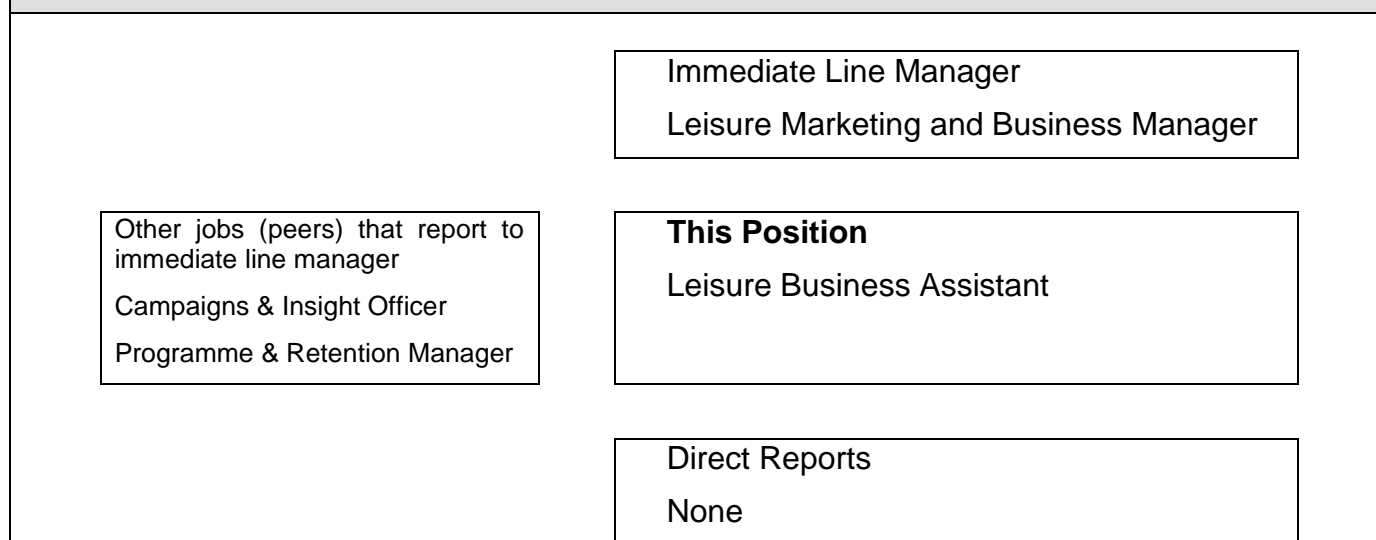 Immediate Line Manager
Leisure Marketing and Business Manager
Other jobs (peers) that report to
immediate line manager
Campaigns & Insight Officer
Programme & Retention Manager
This Position
Leisure Business Assistant
Direct Reports
None